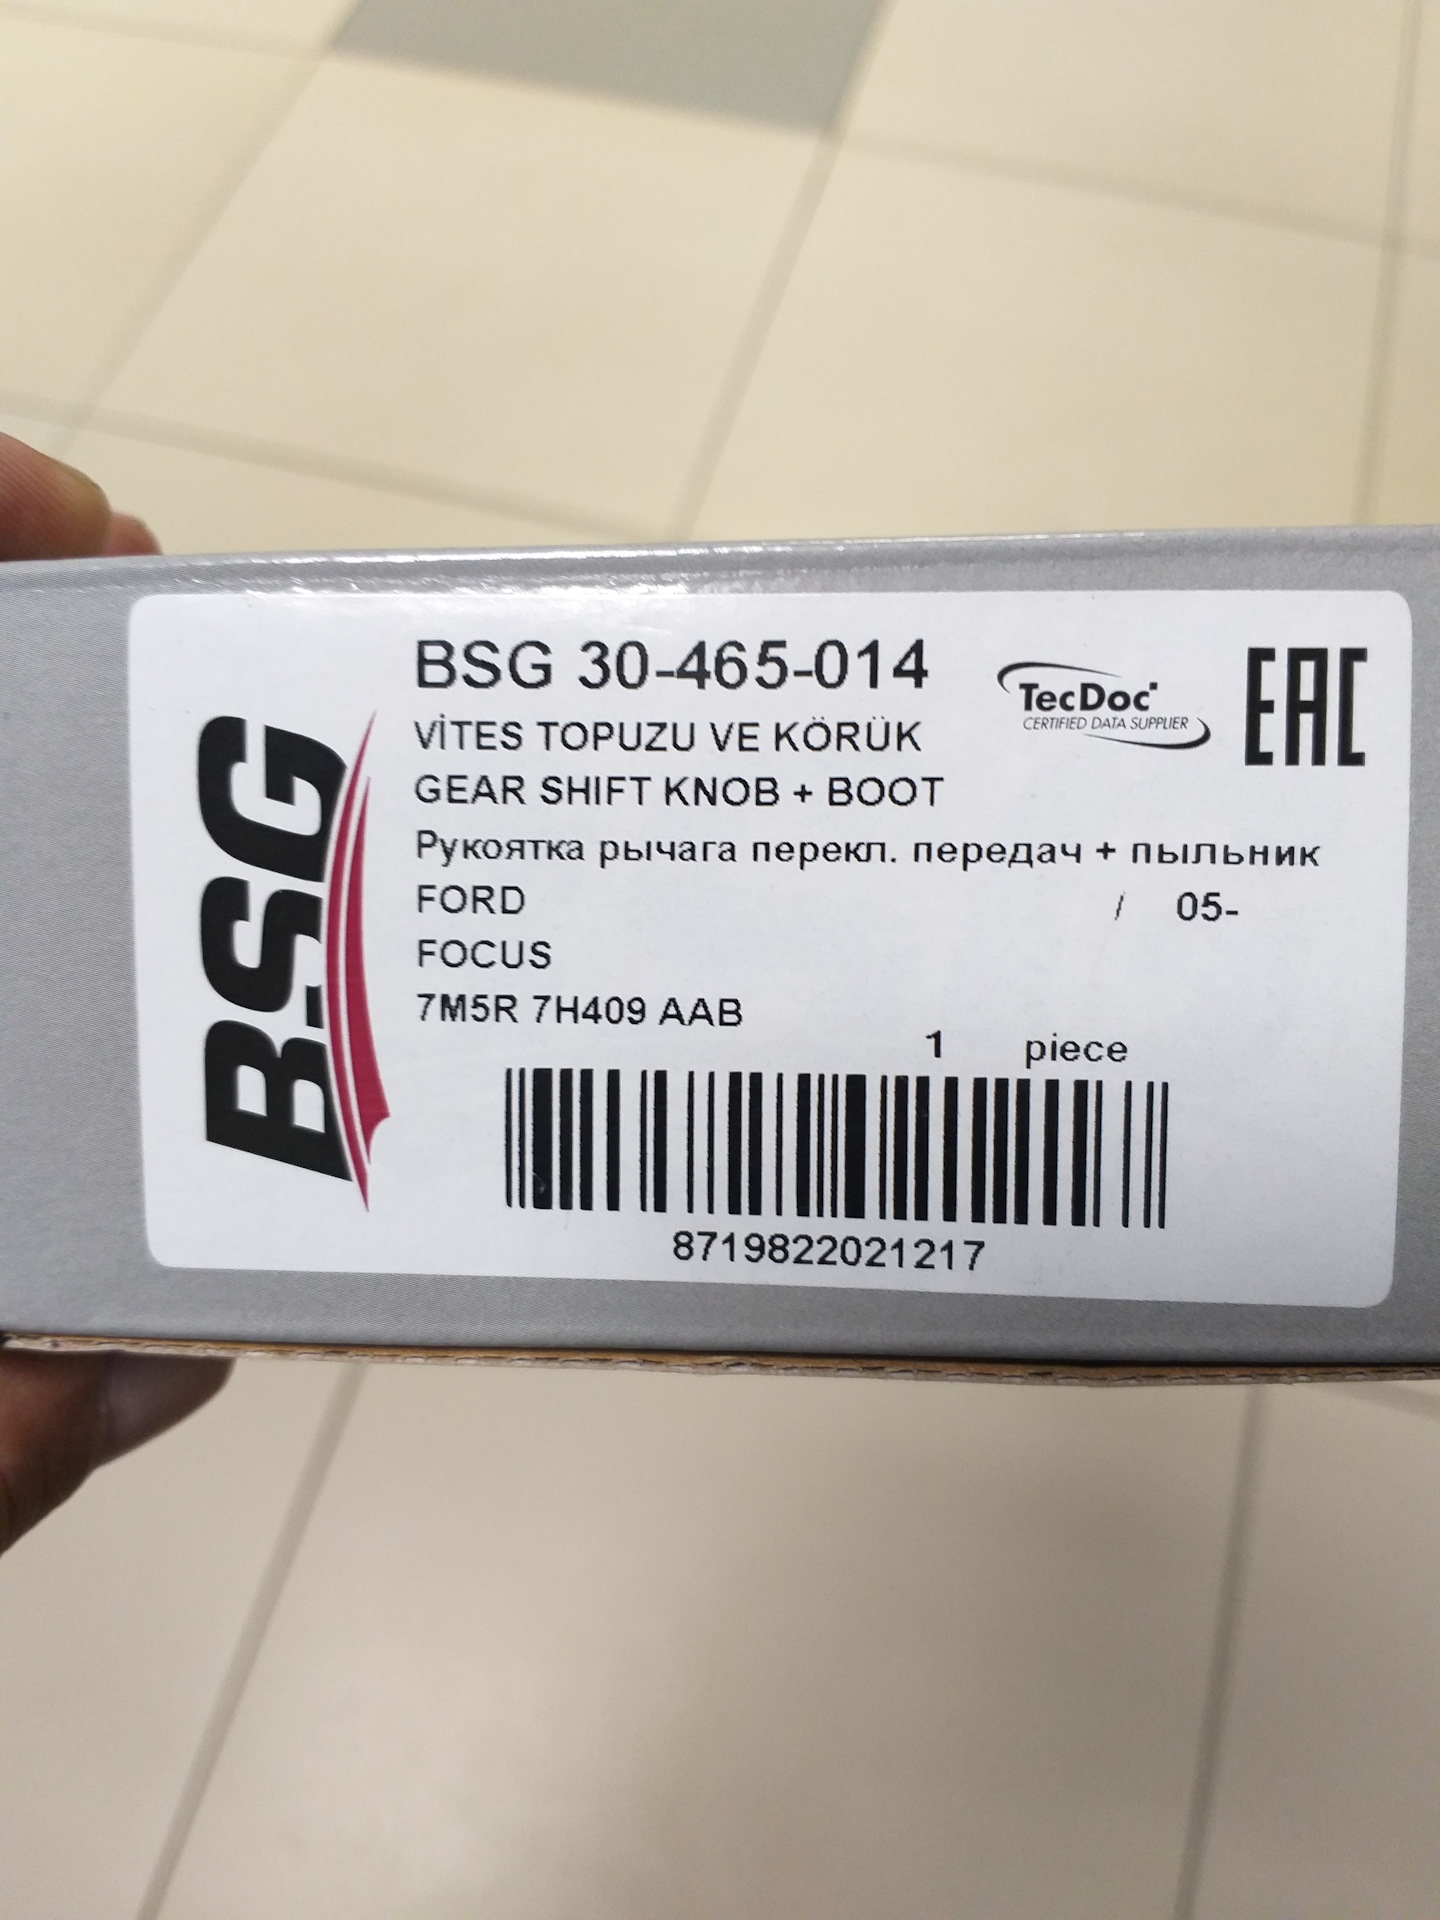 BSG
BSG 30-465-014
VİTES TOPUZU VE KÖRÜK
GEAR SHIFT KNOB + BOOT
Рукоятка рычага перекл. передач + пыльник
FORD / 05-
FOCUS
7M5R 7H409 AAB
1 piece
8719822021217
TecDoc
CERTIFIED DATA SUPPLIER
EAC